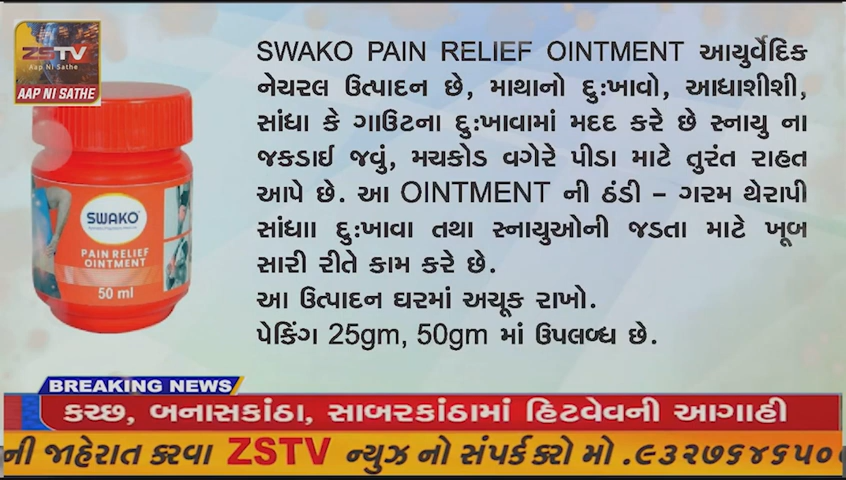 ZSTV
Aap Ni Sathe
AAP NI SATHE
SWAKO PAIN RELIEF OINTMENT આયુર્વેદિક
નેચરલ ઉત્પાદન છે, માથાનો દુઃખાવો, આધાશીશી,
સાંધા કે ગાઉટના દુઃખાવામાં મદદ કરે છે સ્નાયુ ના
જકડાઈ જવું, મચકોડ વગેરે પીડા માટે તુરંત રાહત
આપે છે. આ OINTMENT ની ઠંડી – ગરમ થેરાપી
સાંધાા દુઃખાવા તથા સ્નાયુઓની જડતા માટે ખૂબ
સારી રીતે કામ કરે છે.
આ ઉત્પાદન ઘરમાં અચૂક રાખો.
પેકિંગ 25gm, 50gm માં ઉપલબ્ધ છે.
SWAKO
PAIN RELIEF
OINTMENT
50 ml
BREAKING NEWS
કચ્છ, બનાસકાંઠા, સાબરકાંઠામાં હિટવેવની આગાહી
ની જાહેરાત કરવા ZSTV ન્યુઝ નો સંપર્ક કરો મો .૯૩૨૭૬૪૬૫૦